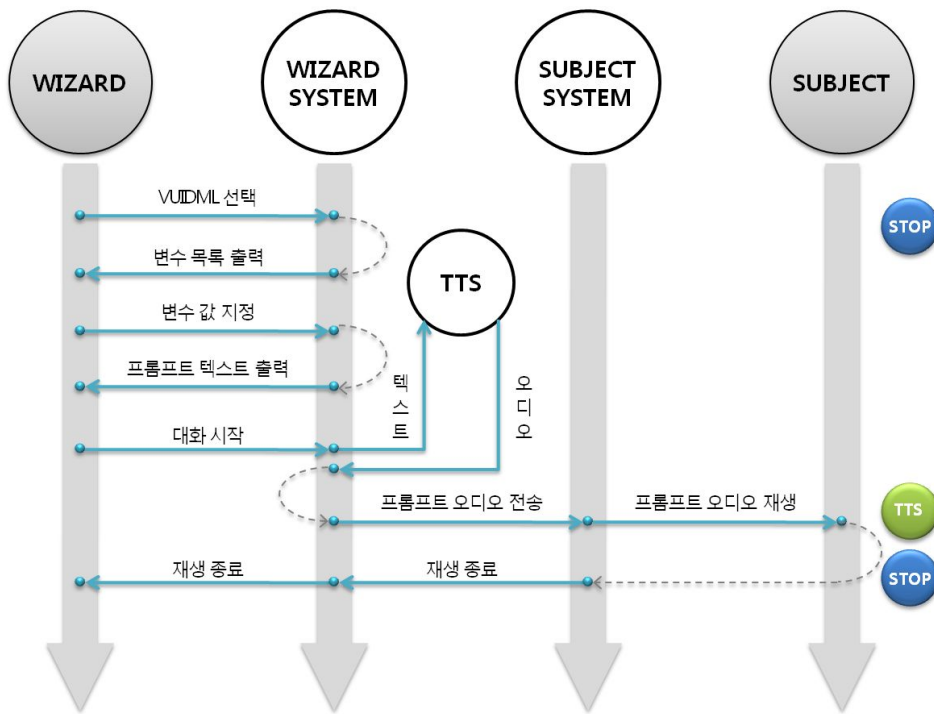 WIZARD
WIZARD
SYSTEM
SUBJECT
SYSTEM
SUBJECT
VUIDML 선택
STOP
변수 목록 출력
TTS
변수 값 지정
프롬프트 텍스트 출력
텍스트
오디오
대화 시작
프롬프트 오디오 전송
프롬프트 오디오 재생
TTS
재생 종료
재생 종료
STOP